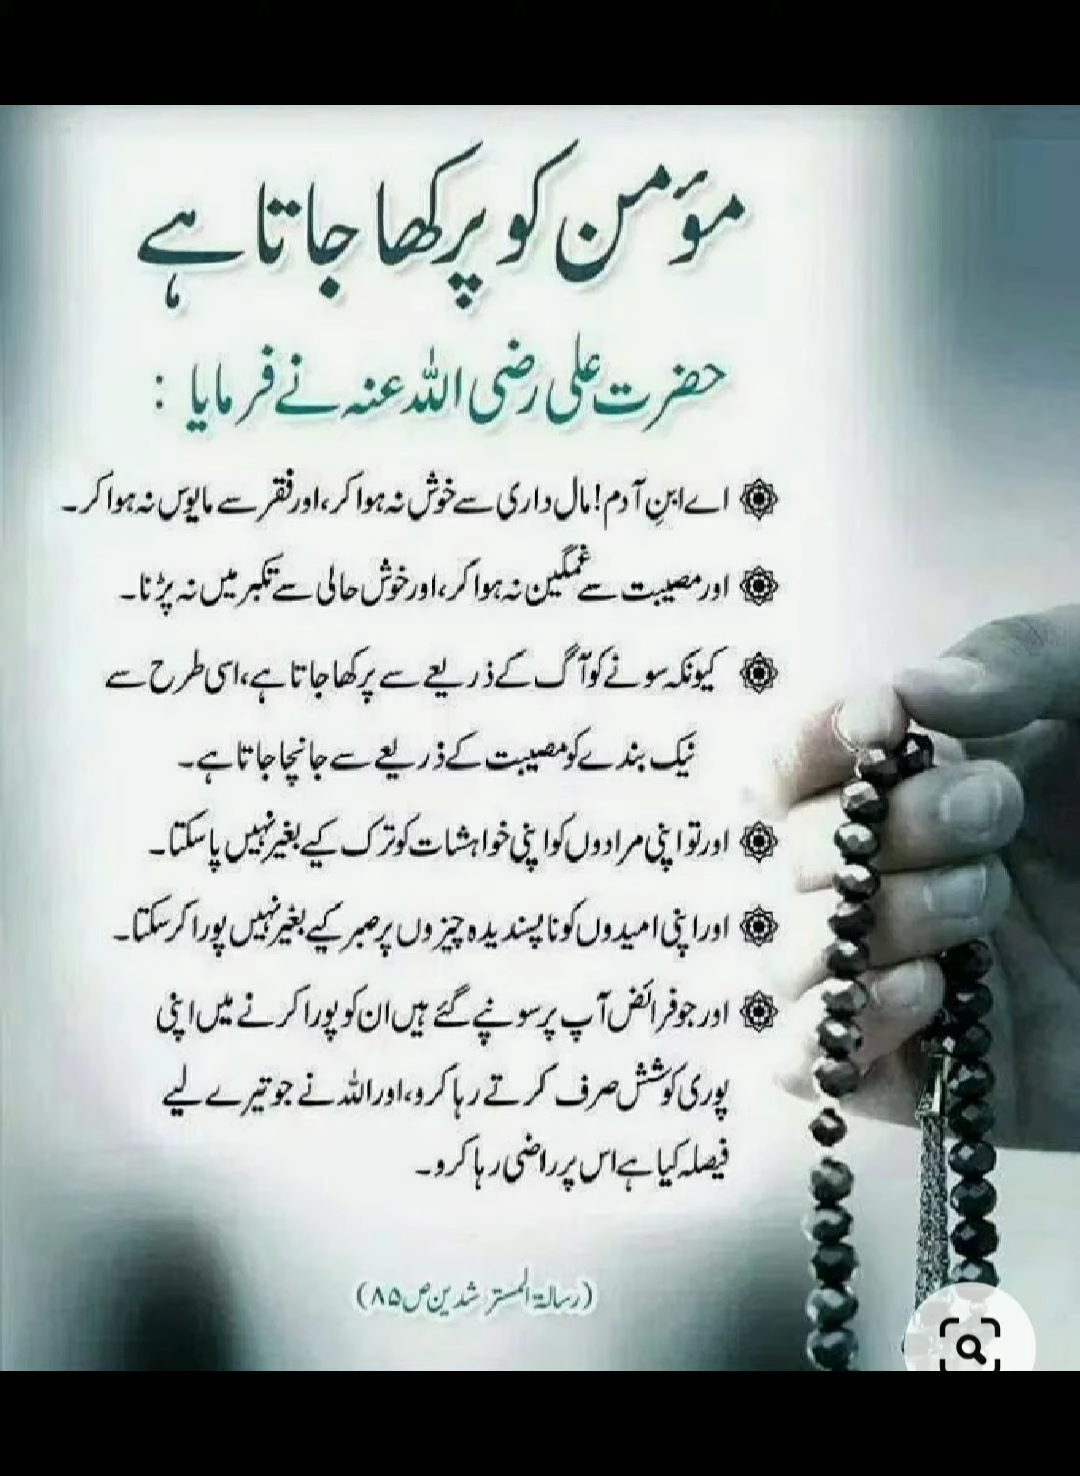 مؤمن کو پرکھا جاتا ہے
حضرت علی رضی اللہ عنہ نے فرمایا :
اے ابنِ آدم! مال داری سے خوش نہ ہوا کر، اور فقر سے مایوس نہ ہوا کر۔
اور مصیبت سے غمگین نہ ہوا کر، اور خوش حالی سے تکبر میں نہ پڑنا۔
کیونکہ سونے کو آگ کے ذریعے سے پرکھا جاتا ہے، اسی طرح سے
نیک بندے کو مصیبت کے ذریعے سے جانچا جاتا ہے۔
اور تو اپنی مرادوں کو اپنی خواہشات کو ترک کیے بغیر نہیں پا سکتا۔
اور اپنی امیدوں کو ناپسندیدہ چیزوں پر صبر کیے بغیر نہیں پورا کر سکتا۔
اور جو فرائض آپ پر سونپے گئے ہیں ان کو پورا کرنے میں اپنی
پوری کوشش صرف کرتے رہا کرو، اور اللہ نے جو تیرے لیے
فیصلہ کیا ہے اس پر راضی رہا کرو۔
(رسالۃ المسترشدین ص ۸۵)